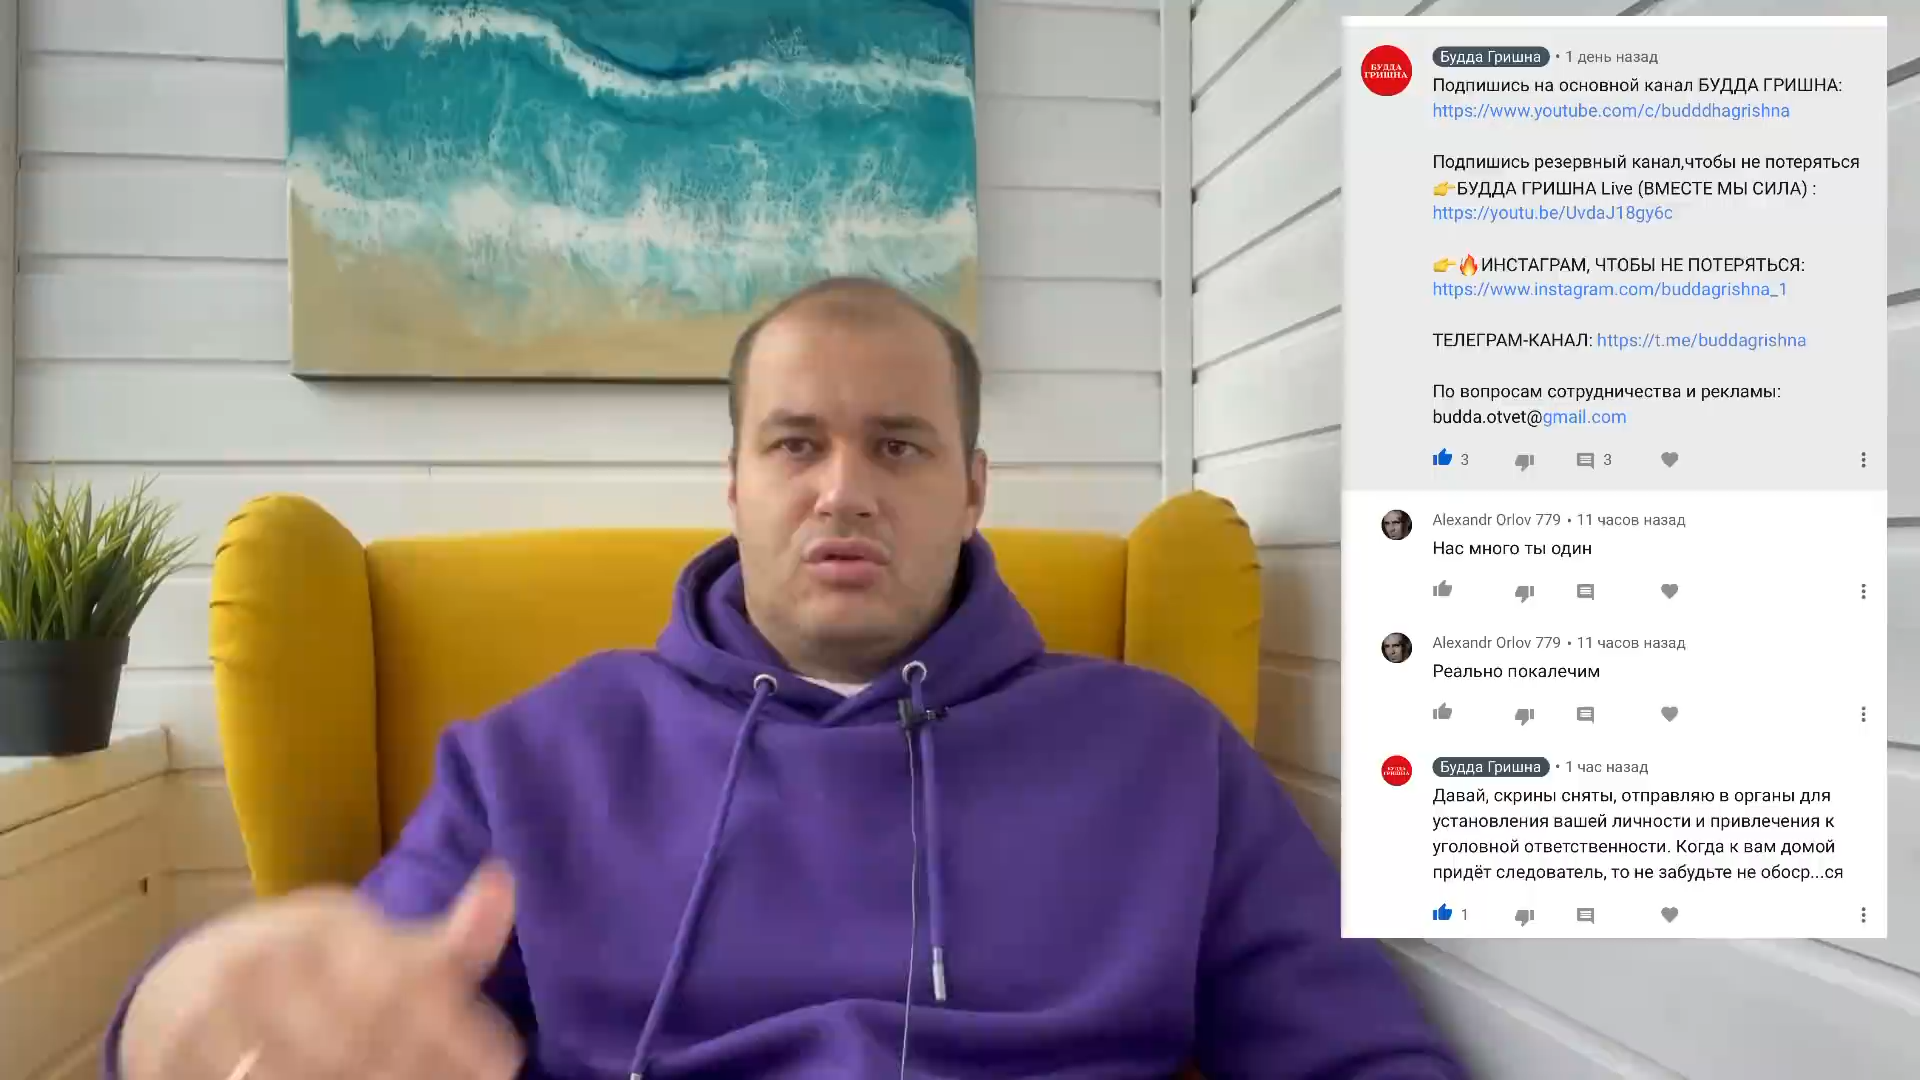 БУДДА
ГРИШНА
Будда Гришна • 1 день назад
Подпишись на основной канал БУДДА ГРИШНА:
https://www.youtube.com/c/budddhagrishna
Подпишись резервный канал,чтобы не потеряться
👉БУДДА ГРИШНА Live (ВМЕСТЕ МЫ СИЛА) :
https://youtu.be/UvdaJ18gy6c
👉🔥ИНСТАГРАМ, ЧТОБЫ НЕ ПОТЕРЯТЬСЯ:
https://www.instagram.com/buddagrishna_1
ТЕЛЕГРАМ-КАНАЛ: https://t.me/buddagrishna
По вопросам сотрудничества и рекламы:
budda.otvet@gmail.com
3 3
Alexandr Orlov 779 • 11 часов назад
Нас много ты один
Alexandr Orlov 779 • 11 часов назад
Реально покалечим
БУДДА
ГРИШНА
Будда Гришна • 1 час назад
Давай, скрины сняты, отправляю в органы для
установления вашей личности и привлечения к
уголовной ответственности. Когда к вам домой
придёт следователь, то не забудьте не обоср...ся
1